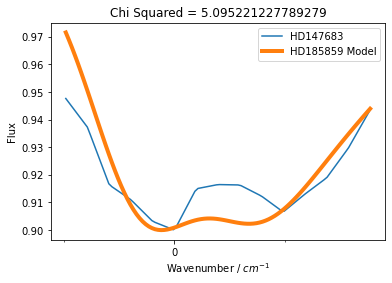 Chi Squared = 5.095221227789279
HD147683
HD185859 Model
Flux
0.97
0.96
0.95
0.94
0.93
0.92
0.91
0.90
0
Wavenumber / cm⁻¹